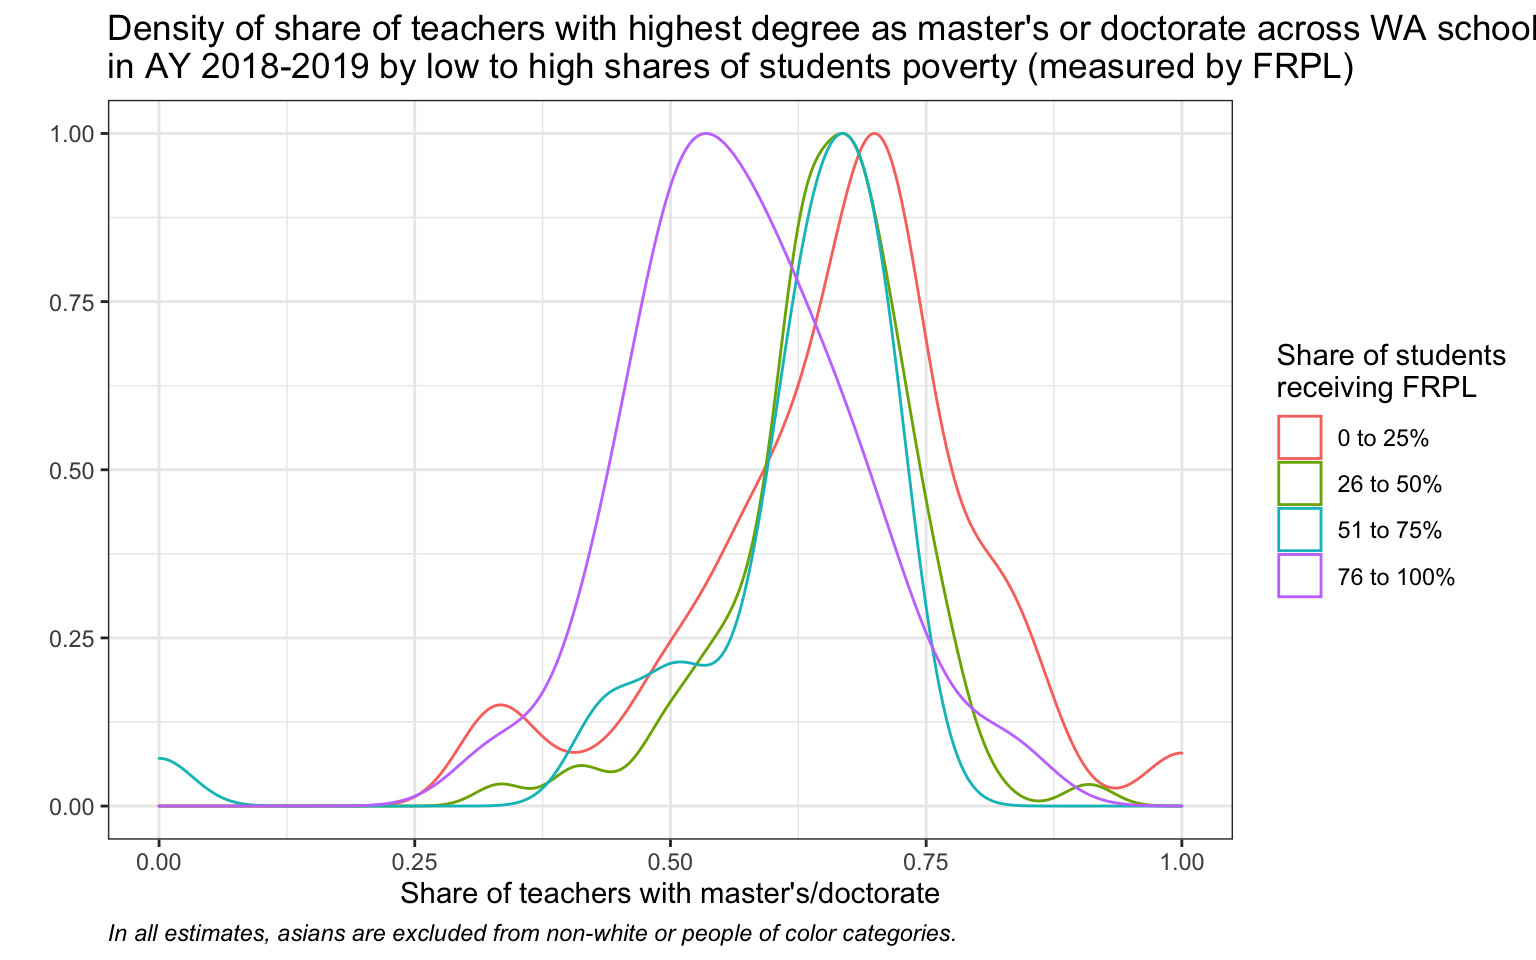 Density of share of teachers with highest degree as master's or doctorate across WA school
in AY 2018-2019 by low to high shares of students poverty (measured by FRPL)
1.00
0.75
0.50
0.25
0.00
0.00 0.25 0.50 0.75 1.00
Share of teachers with master's/doctorate
In all estimates, asians are excluded from non-white or people of color categories.
Share of students
receiving FRPL
0 to 25%
26 to 50%
51 to 75%
76 to 100%